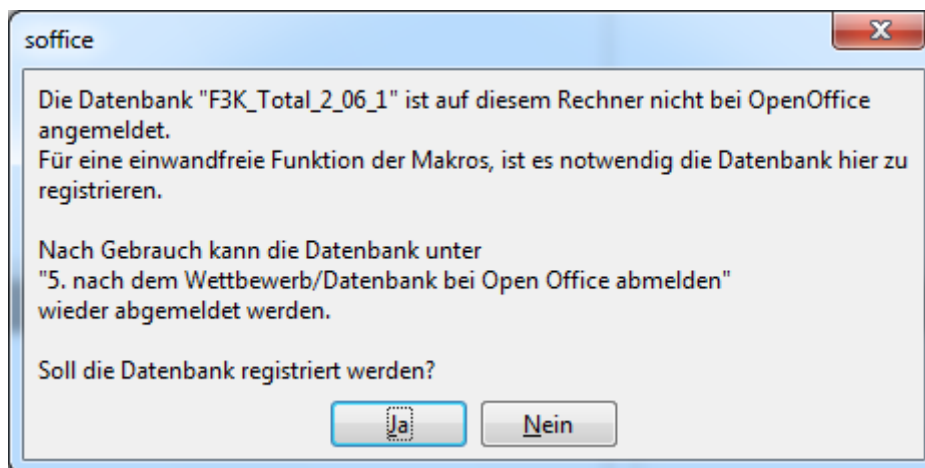 soffice
Die Datenbank "F3K_Total_2_06_1" ist auf diesem Rechner nicht bei OpenOffice
angemeldet.
Für eine einwandfreie Funktion der Makros, ist es notwendig die Datenbank hier zu
registrieren.
Nach Gebrauch kann die Datenbank unter
"5. nach dem Wettbewerb/Datenbank bei Open Office abmelden"
wieder abgemeldet werden.
Soll die Datenbank registriert werden?
Ja
Nein